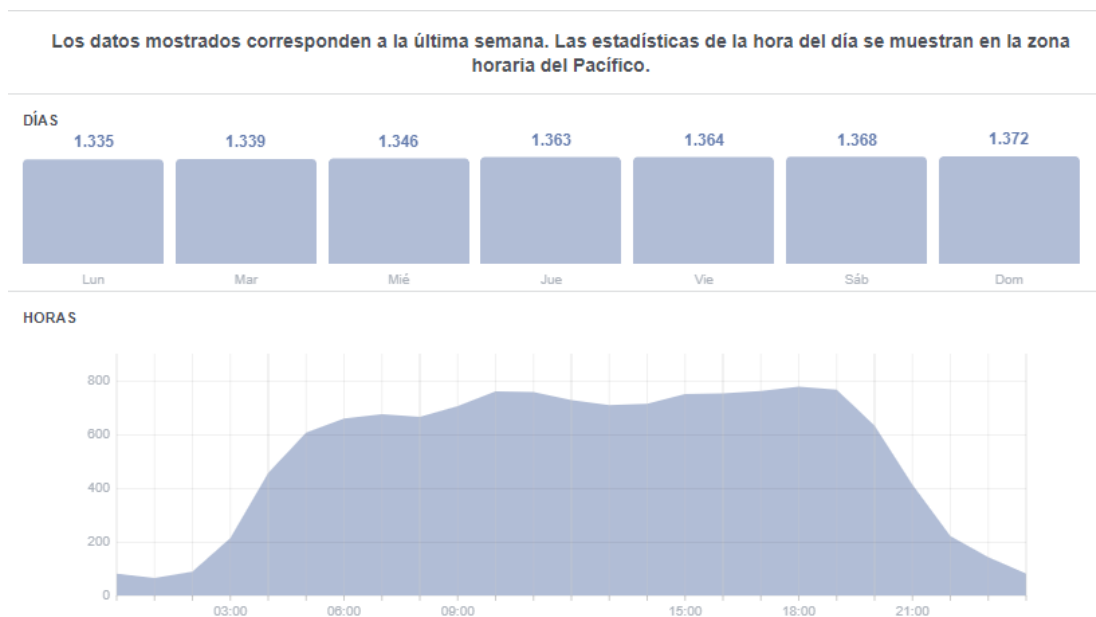 Los datos mostrados corresponden a la última semana. Las estadísticas de la hora del día se muestran en la zona
horaria del Pacífico.
DÍAS
1.335 1.339 1.346 1.363 1.364 1.368 1.372
Lun Mar Mié Jue Vie Sáb Dom
HORAS
800
600
400
200
0
03:00 06:00 09:00 15:00 18:00 21:00